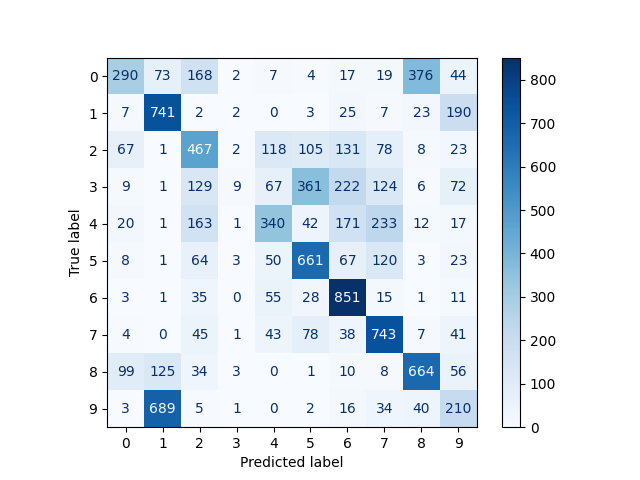 0 290 73 168 2 7 4 17 19 376 44
1 7 741 2 2 0 3 25 7 23 190
2 67 1 467 2 118 105 131 78 8 23
3 9 1 129 9 67 361 222 124 6 72
4 20 1 163 1 340 42 171 233 12 17
5 8 1 64 3 50 661 67 120 3 23
6 3 1 35 0 55 28 851 15 1 11
7 4 0 45 1 43 78 38 743 7 41
8 99 125 34 3 0 1 10 8 664 56
9 3 689 5 1 0 2 16 34 40 210
0 1 2 3 4 5 6 7 8 9
Predicted label
True label
800
700
600
500
400
300
200
100
0